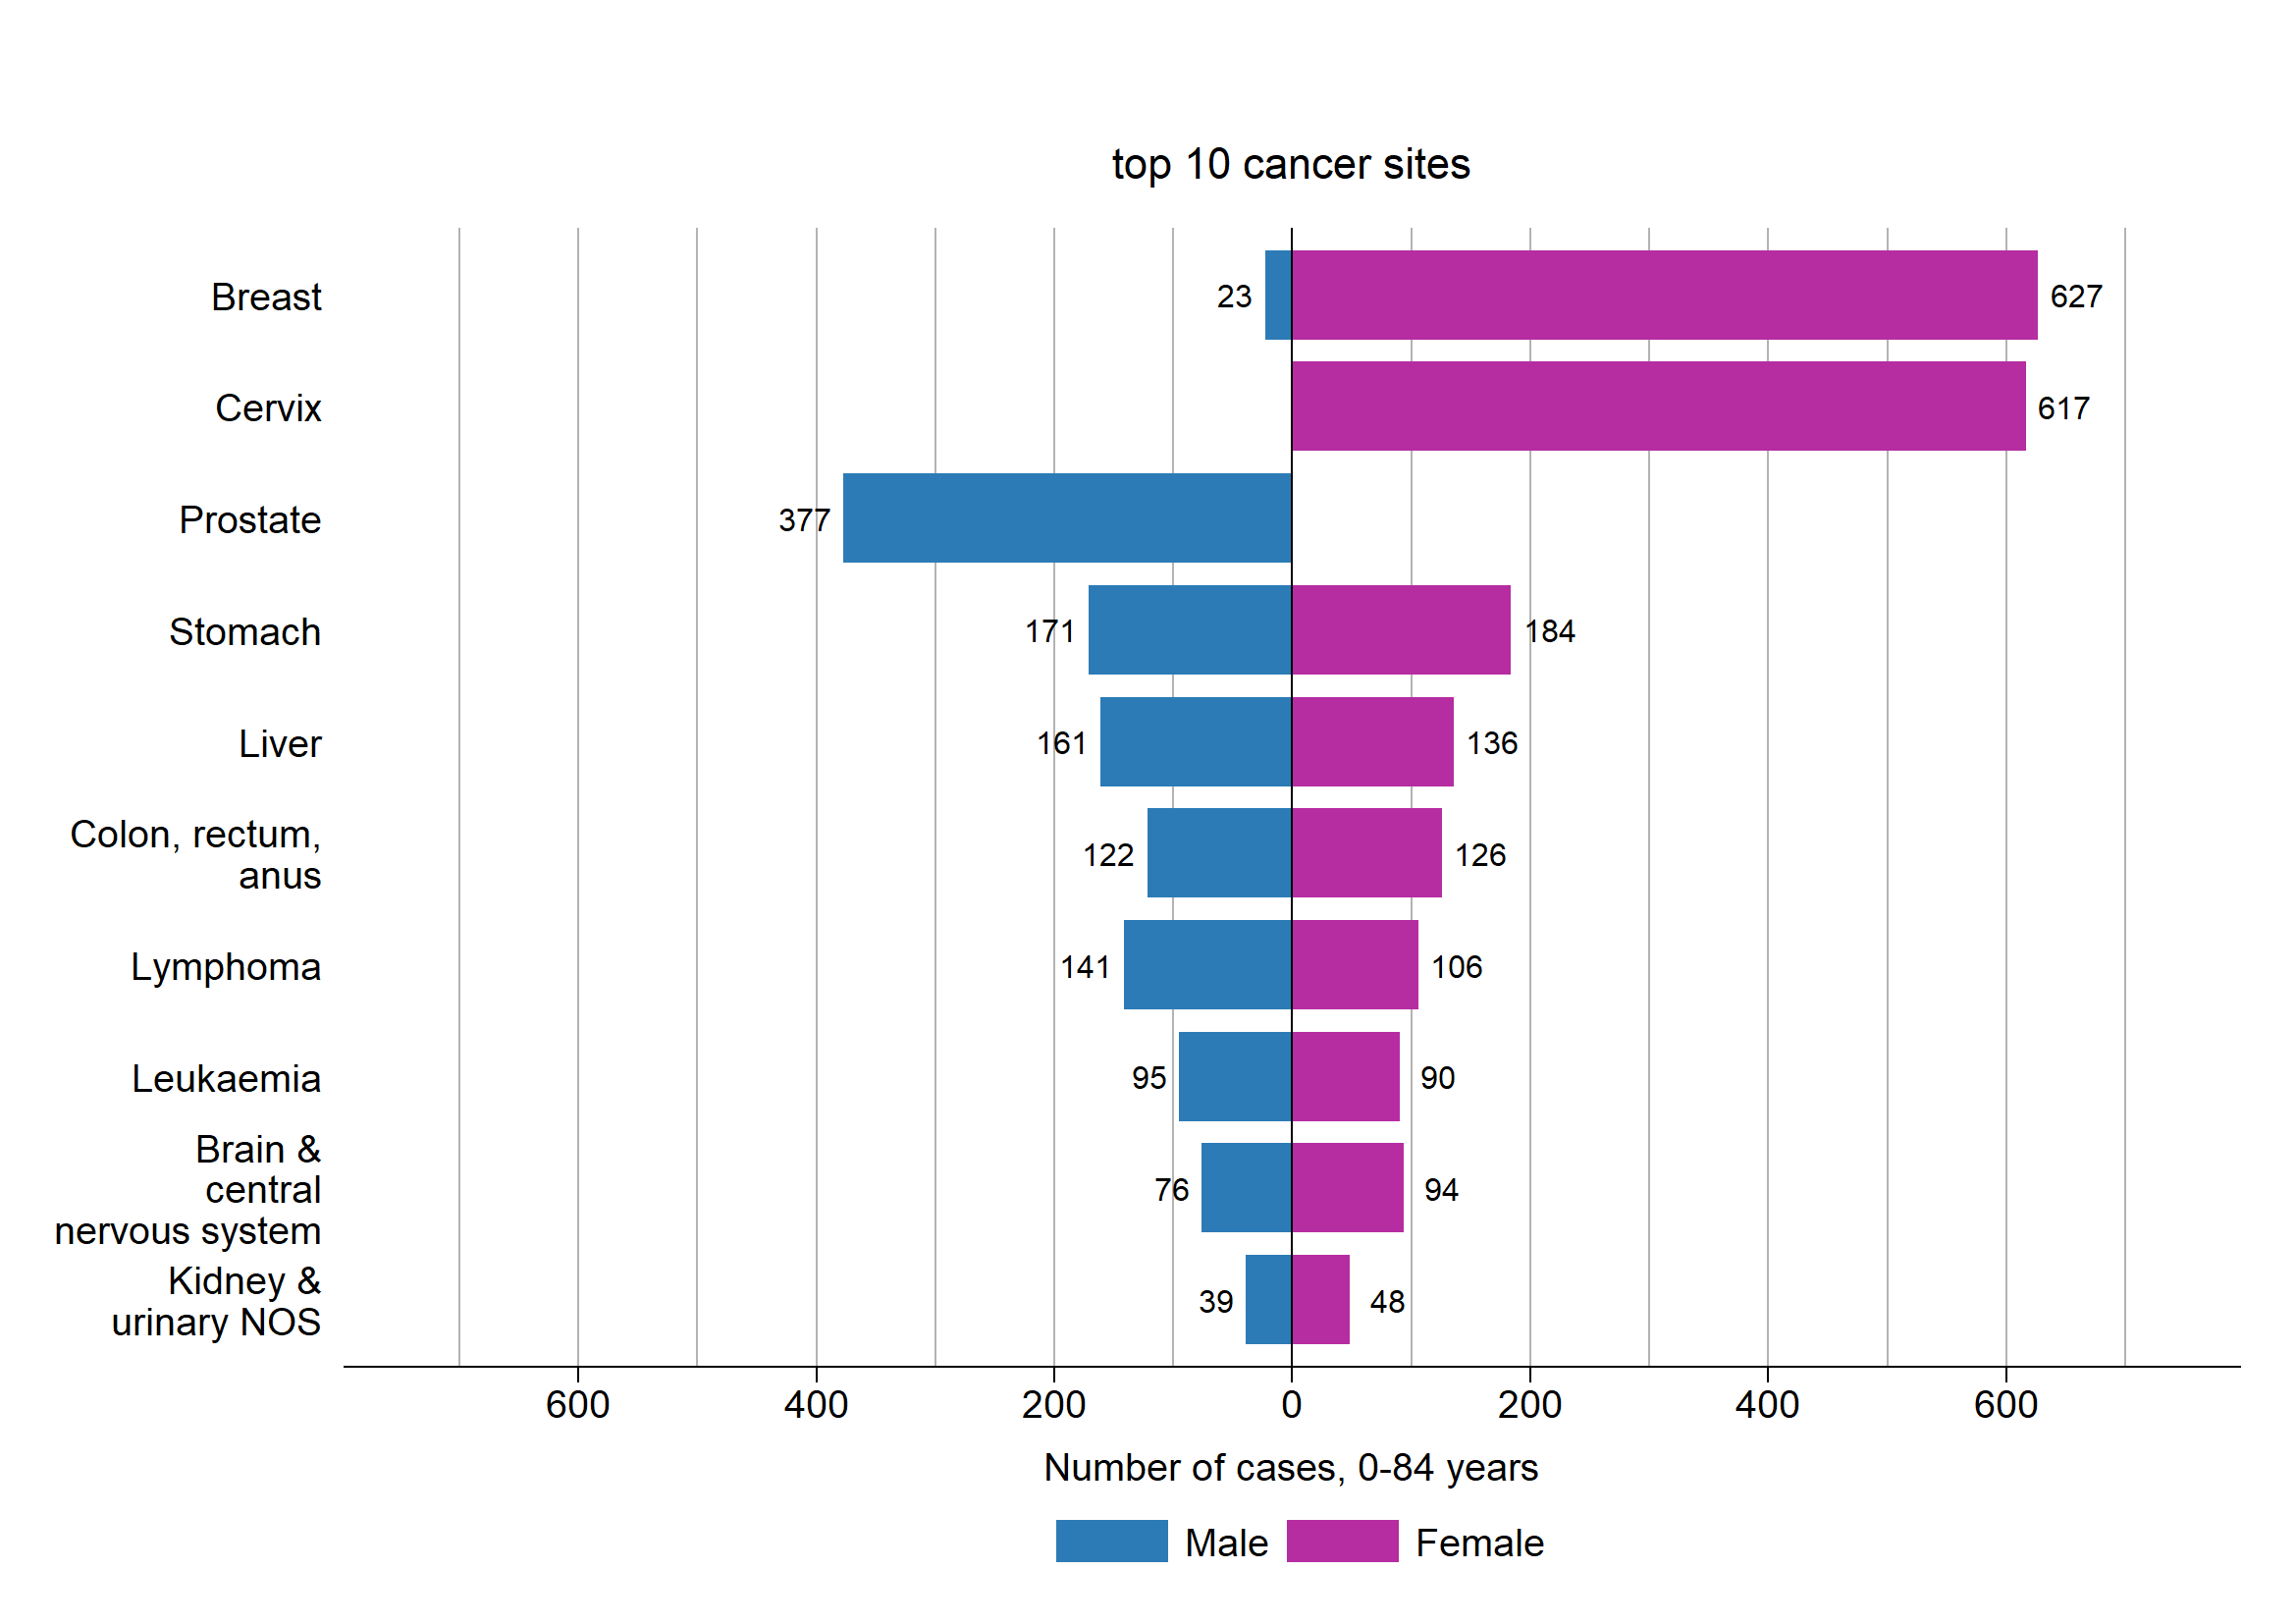 top 10 cancer sites
Breast
23
627
Cervix
617
Prostate
377
Stomach
171
184
Liver
161
136
Colon, rectum,
anus
122
126
Lymphoma
141
106
Leukaemia
95
90
Brain &
central
nervous system
76
94
Kidney &
urinary NOS
39
48
600 400 200 0 200 400 600
Number of cases, 0-84 years
Male Female